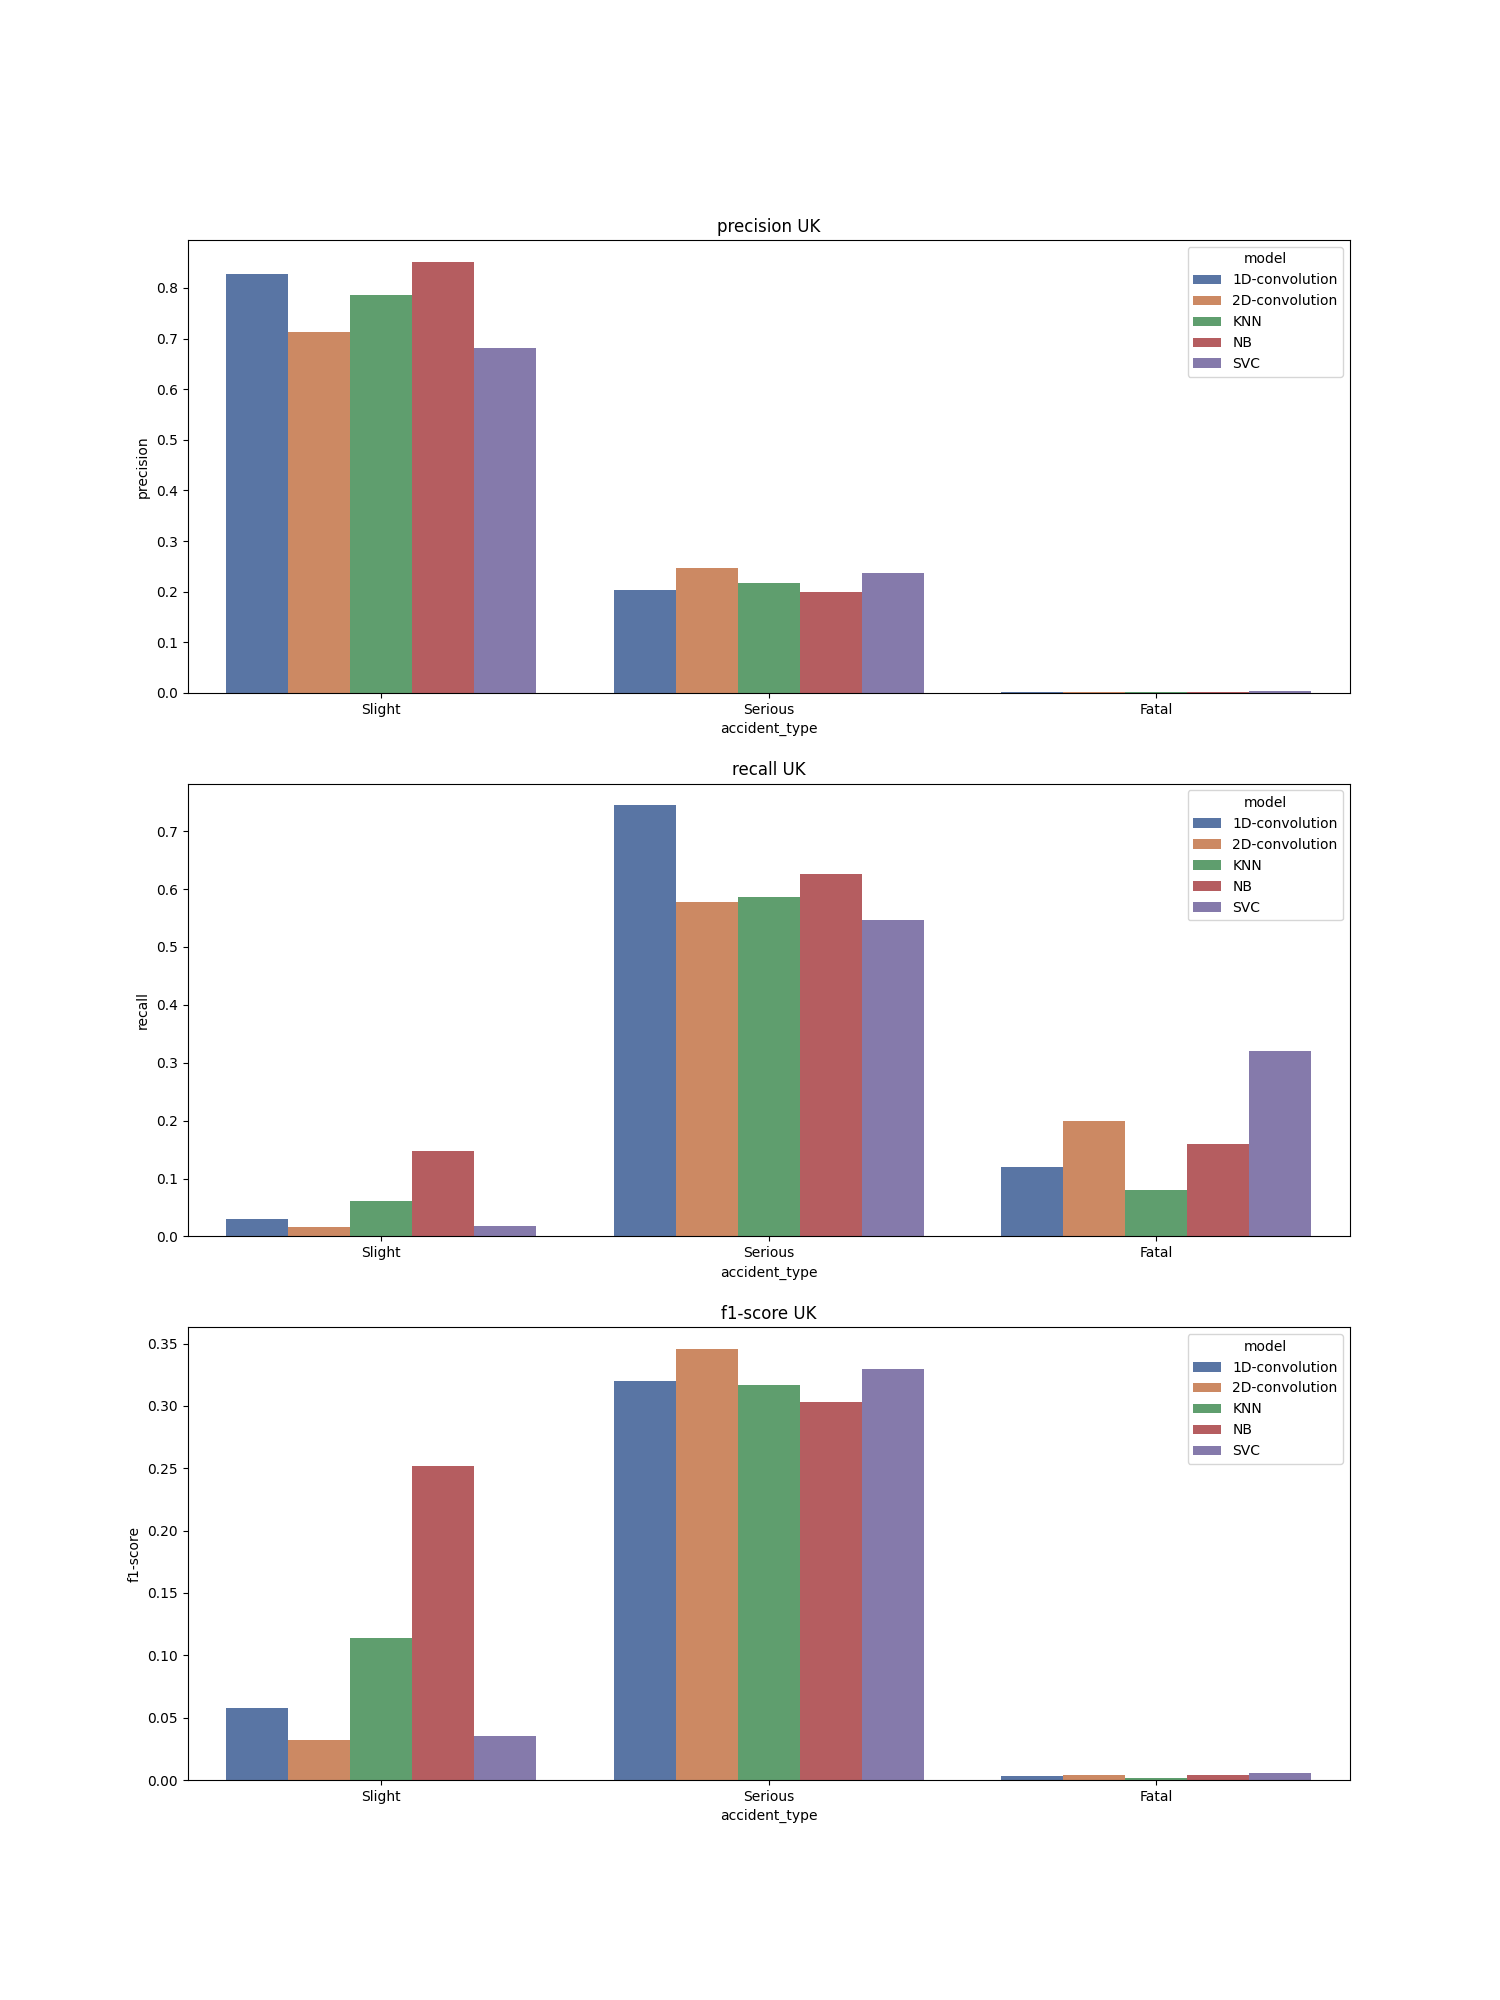 precision UK
model
1D-convolution
2D-convolution
KNN
NB
SVC
0.8
0.7
0.6
0.5
0.4
0.3
0.2
0.1
0.0
precision
Slight Serious Fatal
accident_type
recall UK
model
1D-convolution
2D-convolution
KNN
NB
SVC
0.7
0.6
0.5
0.4
0.3
0.2
0.1
0.0
recall
Slight Serious Fatal
accident_type
f1-score UK
model
1D-convolution
2D-convolution
KNN
NB
SVC
0.35
0.30
0.25
0.20
0.15
0.10
0.05
0.00
f1-score
Slight Serious Fatal
accident_type